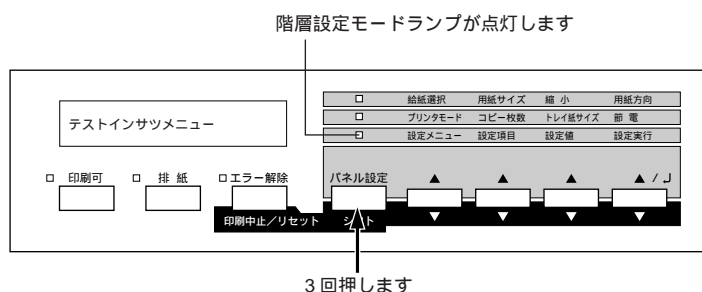 階層設定モードランプが点灯します
給紙選択 用紙サイズ 縮 小 用紙方向
プリンタモード コピー枚数 トレイ紙サイズ 節 電
設定メニュー 設定項目 設定値 設定実行
テストインサツメニュー
印刷可 排 紙 エラー解除 パネル設定 ▲ ▲ ▲ ▲ / ↵
印刷中止/リセット シフト ▼ ▼ ▼ ▼
3回押します